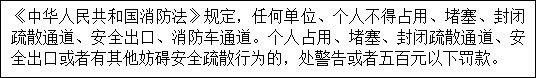 《中华人民共和国消防法》规定，任何单位、个人不得占用、堵塞、封闭
疏散通道、安全出口、消防车通道。个人占用、堵塞、封闭疏散通道、安
全出口或者有其他妨碍安全疏散行为的，处警告或者五百元以下罚款。